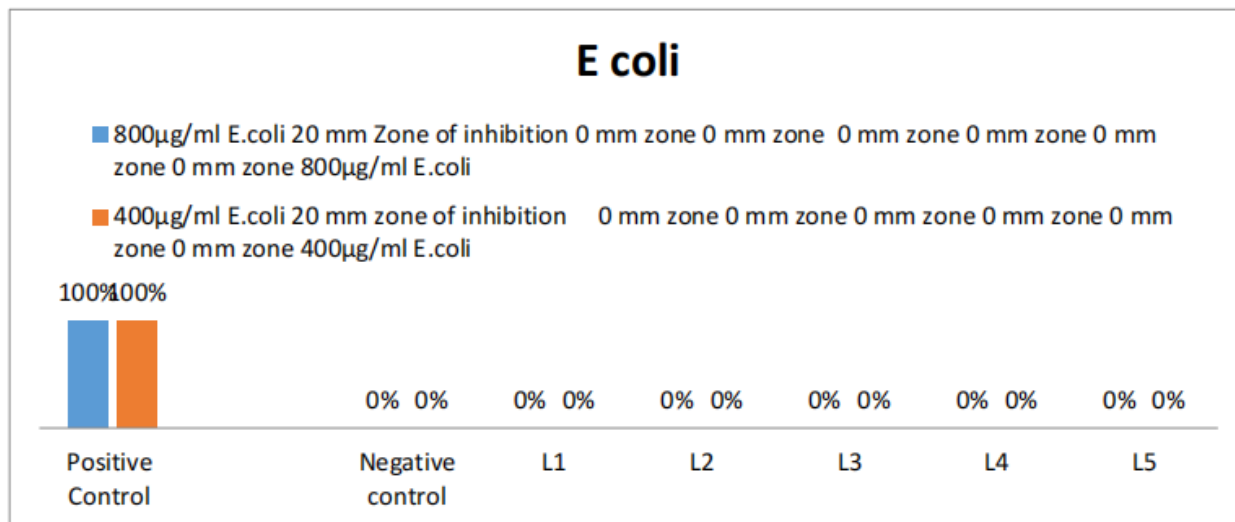 E coli
800µg/ml E.coli 20 mm Zone of inhibition 0 mm zone 0 mm zone  0 mm zone 0 mm zone 0 mm
zone 0 mm zone 800µg/ml E.coli
400µg/ml E.coli 20 mm zone of inhibition    0 mm zone 0 mm zone 0 mm zone 0 mm zone 0 mm
zone 0 mm zone 400µg/ml E.coli
100% 100%
0% 0% 0% 0% 0% 0% 0% 0% 0% 0% 0% 0%
Positive Negative L1 L2 L3 L4 L5
Control control